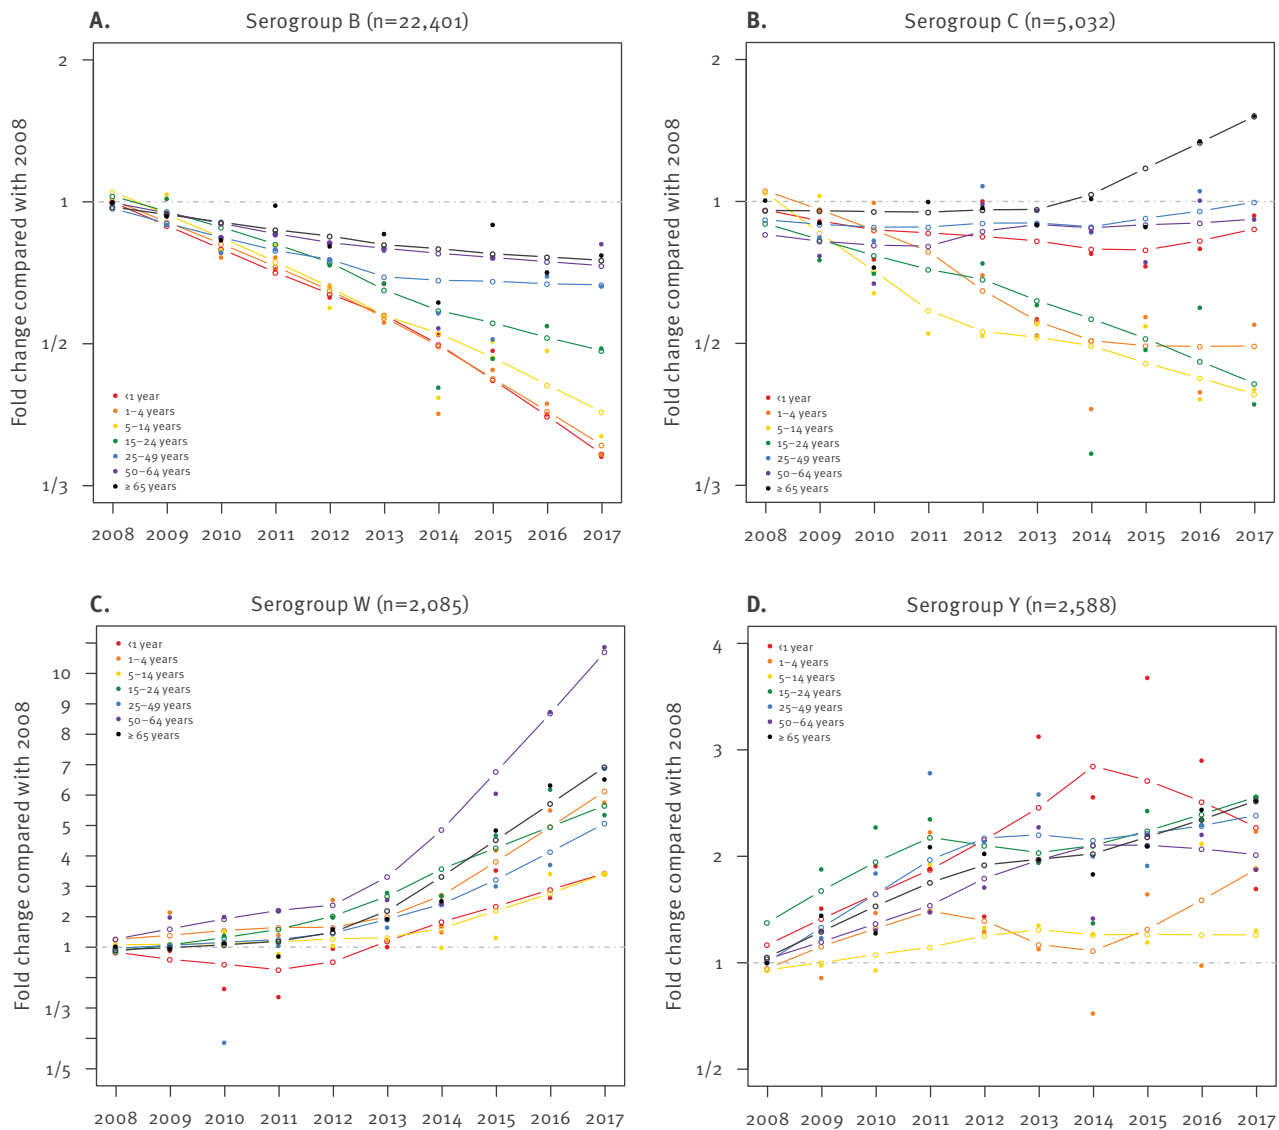 A. Serogroup B (n=22,401)
Fold change compared with 2008
2
1
1/2
1/3
<1 year
1–4 years
5–14 years
15–24 years
25–49 years
50–64 years
≥ 65 years
2008 2009 2010 2011 2012 2013 2014 2015 2016 2017
B. Serogroup C (n=5,032)
Fold change compared with 2008
2
1
1/2
1/3
<1 year
1–4 years
5–14 years
15–24 years
25–49 years
50–64 years
≥ 65 years
2008 2009 2010 2011 2012 2013 2014 2015 2016 2017
C. Serogroup W (n=2,085)
Fold change compared with 2008
10
9
8
7
6
5
4
3
2
1
1/3
1/5
<1 year
1–4 years
5–14 years
15–24 years
25–49 years
50–64 years
≥ 65 years
2008 2009 2010 2011 2012 2013 2014 2015 2016 2017
D. Serogroup Y (n=2,588)
Fold change compared with 2008
4
3
2
1
1/2
<1 year
1–4 years
5–14 years
15–24 years
25–49 years
50–64 years
≥ 65 years
2008 2009 2010 2011 2012 2013 2014 2015 2016 2017